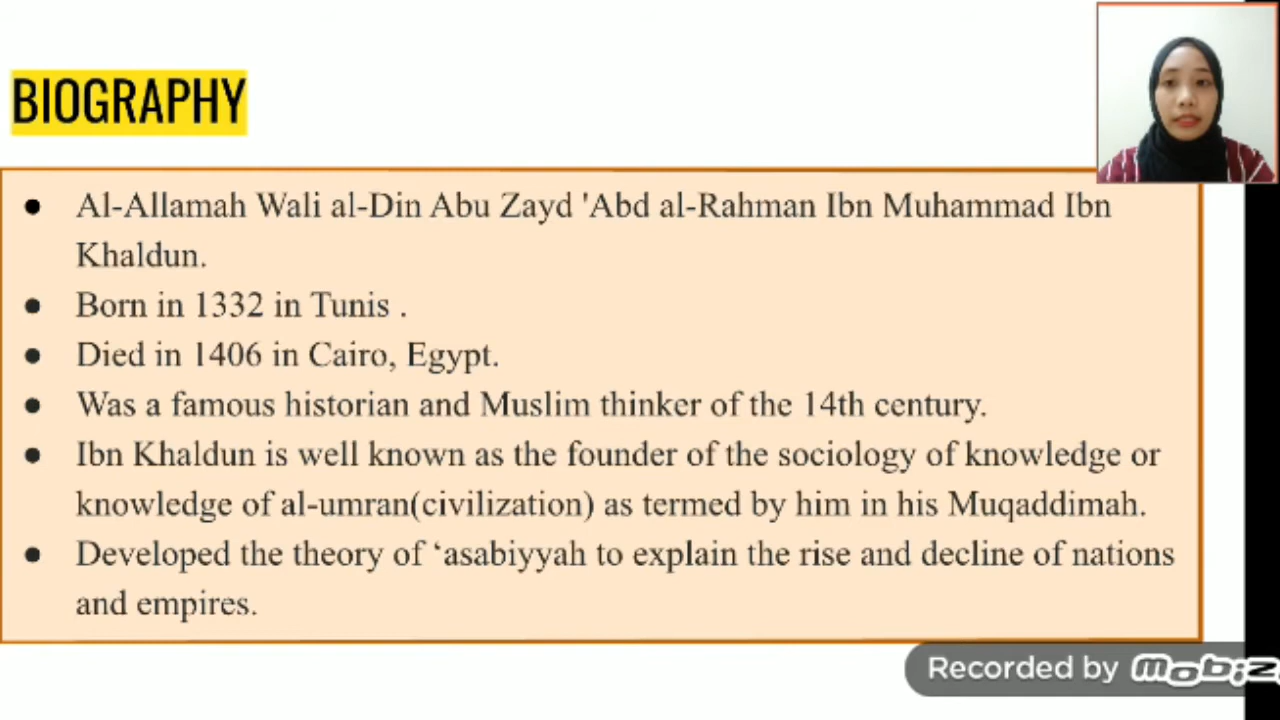 BIOGRAPHY
● Al-Allamah Wali al-Din Abu Zayd 'Abd al-Rahman Ibn Muhammad Ibn
Khaldun.
● Born in 1332 in Tunis .
● Died in 1406 in Cairo, Egypt.
● Was a famous historian and Muslim thinker of the 14th century.
● Ibn Khaldun is well known as the founder of the sociology of knowledge or
knowledge of al-umran(civilization) as termed by him in his Muqaddimah.
● Developed the theory of ‘asabiyyah to explain the rise and decline of nations
and empires.
Recorded by mobiz